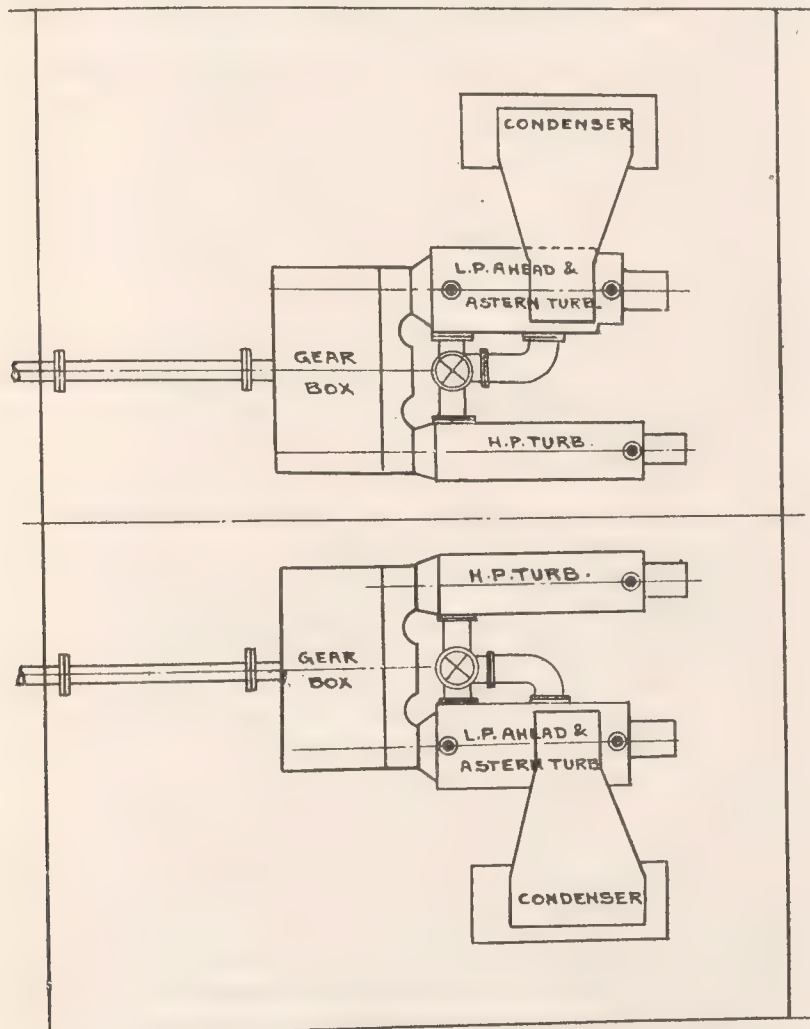 CONDENSER
L.P. AHEAD &
ASTERN TURB.
GEAR
BOX
H.P. TURB.
H.P. TURB.
GEAR
BOX
L.P. AHEAD &
ASTERN TURB
CONDENSER